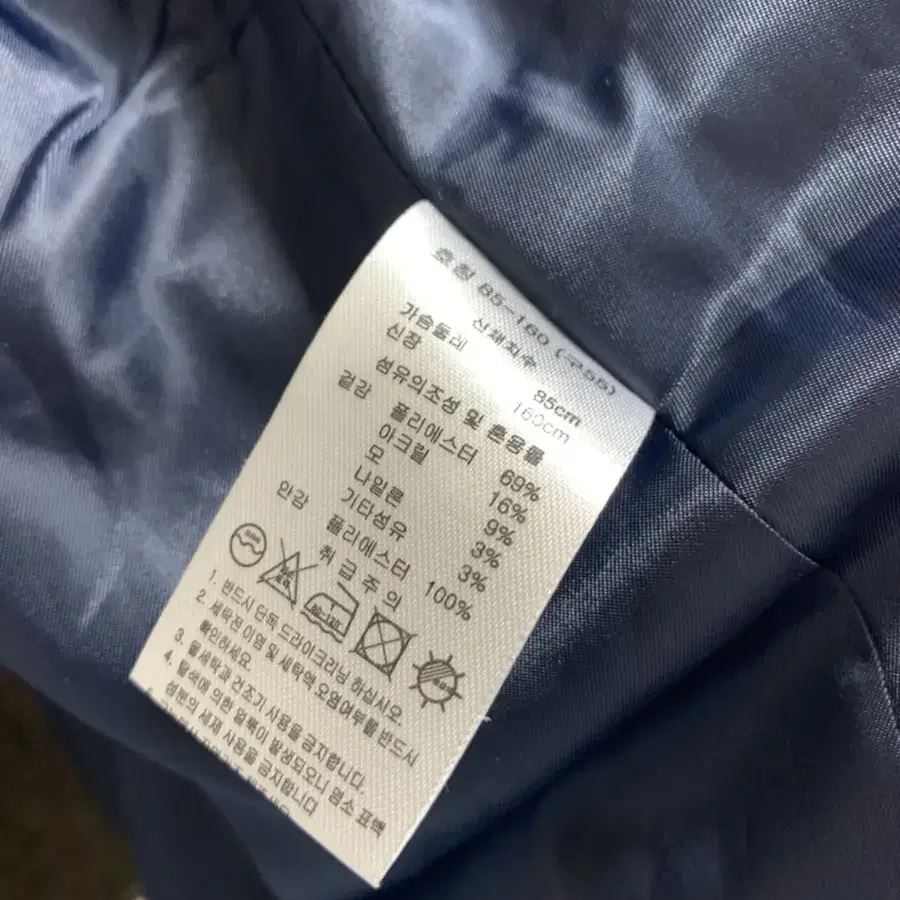 호칭 85-160 (구55)
신체치수
가슴둘레 85cm
신장 160cm
섬유의조성 및 혼용률
겉감 폴리에스터 69%
아크릴 16%
모 9%
나일론 3%
기타섬유 3%
안감 폴리에스터 100%
취 급 주 의
1. 반드시 단독 드라이크리닝 하십시오.
2. 세탁전 이염 및 세탁액 오염여부를 반드시
확인하세요.
3. 물세탁과 건조기 사용을금지합니다.
4. 탈색에 의한 얼룩이 발생되오니 염소 표백
성분의 세제 사용을금지합니다